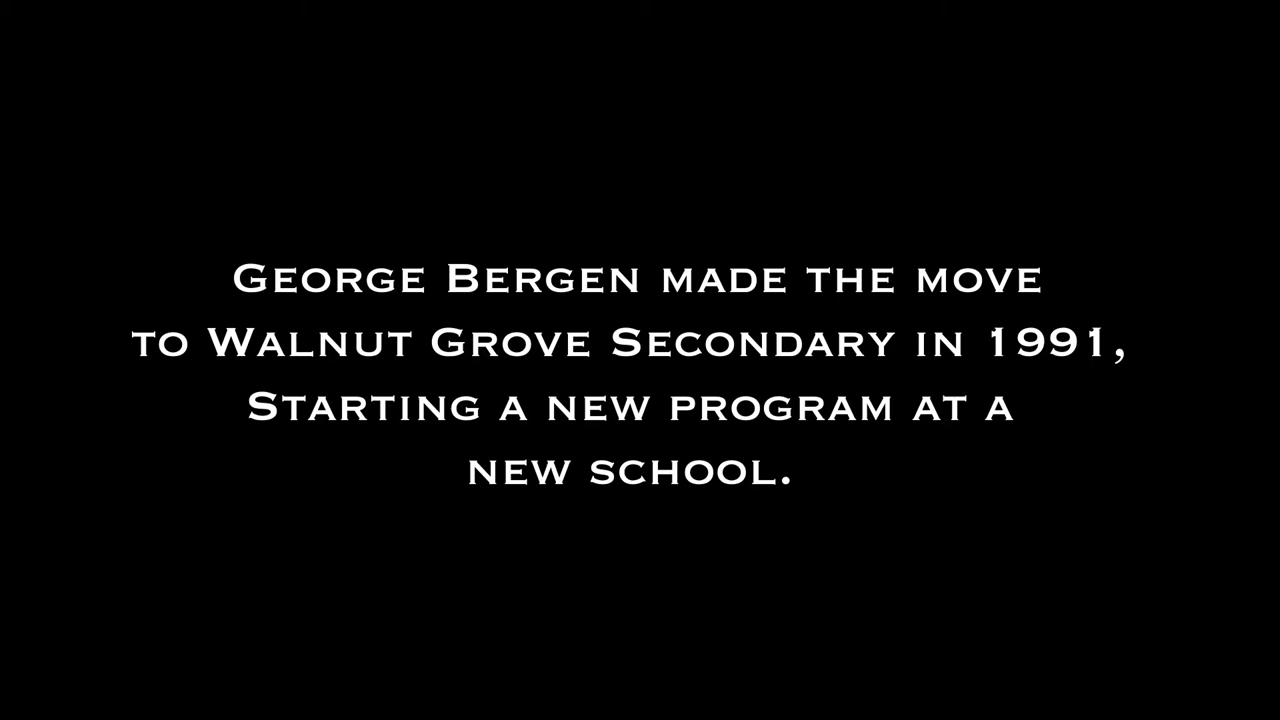 George Bergen made the move
to Walnut Grove Secondary in 1991,
Starting a new program at a
new school.